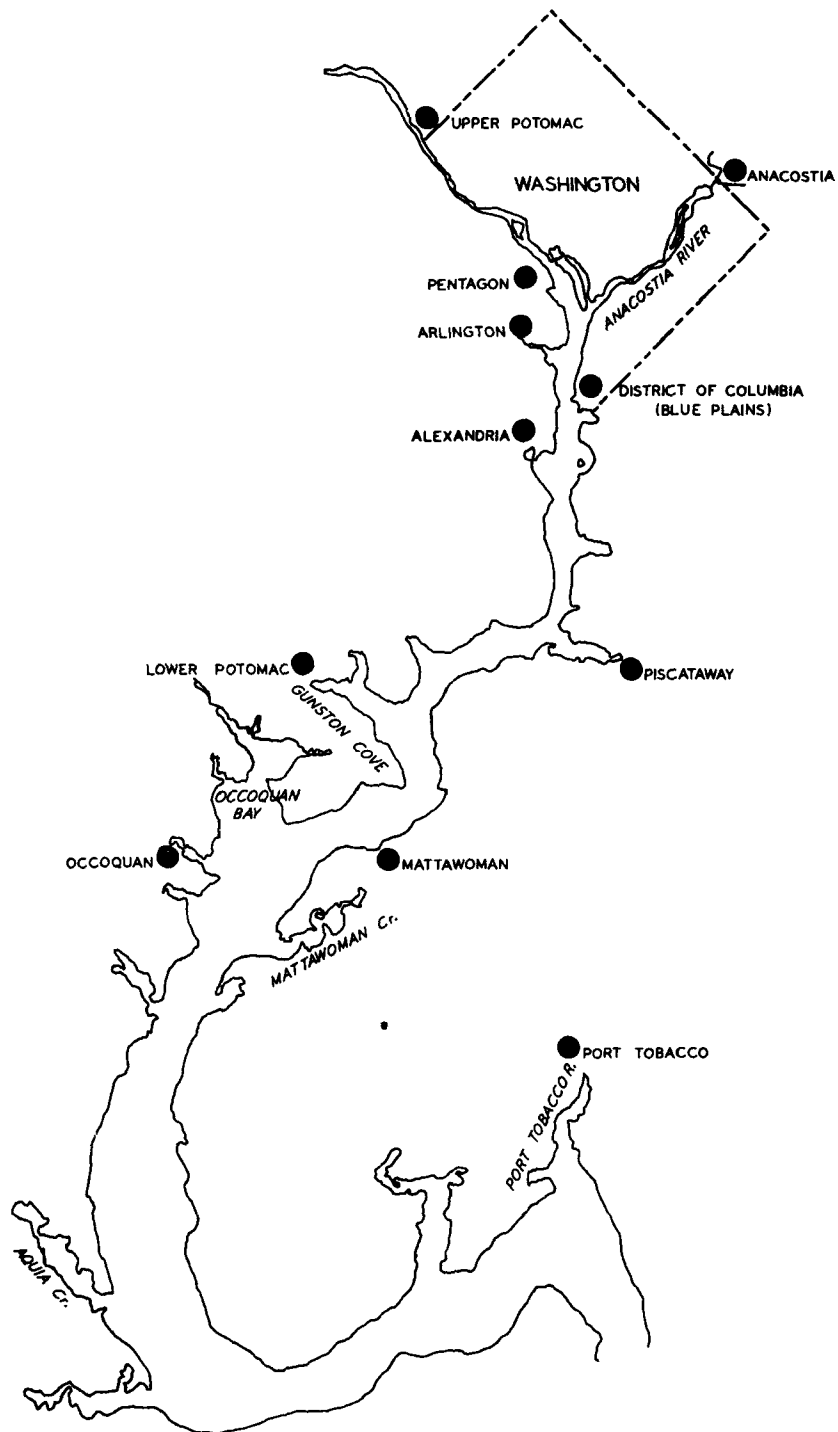 UPPER POTOMAC
ANACOSTIA
WASHINGTON
ANACOSTIA RIVER
PENTAGON
ARLINGTON
DISTRICT OF COLUMBIA
(BLUE PLAINS)
ALEXANDRIA
LOWER POTOMAC
PISCATAWAY
GUNSTON COVE
OCCOQUAN
BAY
OCCOQUAN
MATTAWOMAN
MATTAWOMAN Cr.
PORT TOBACCO
PORT TOBACCO R.
AQUIA Cr.